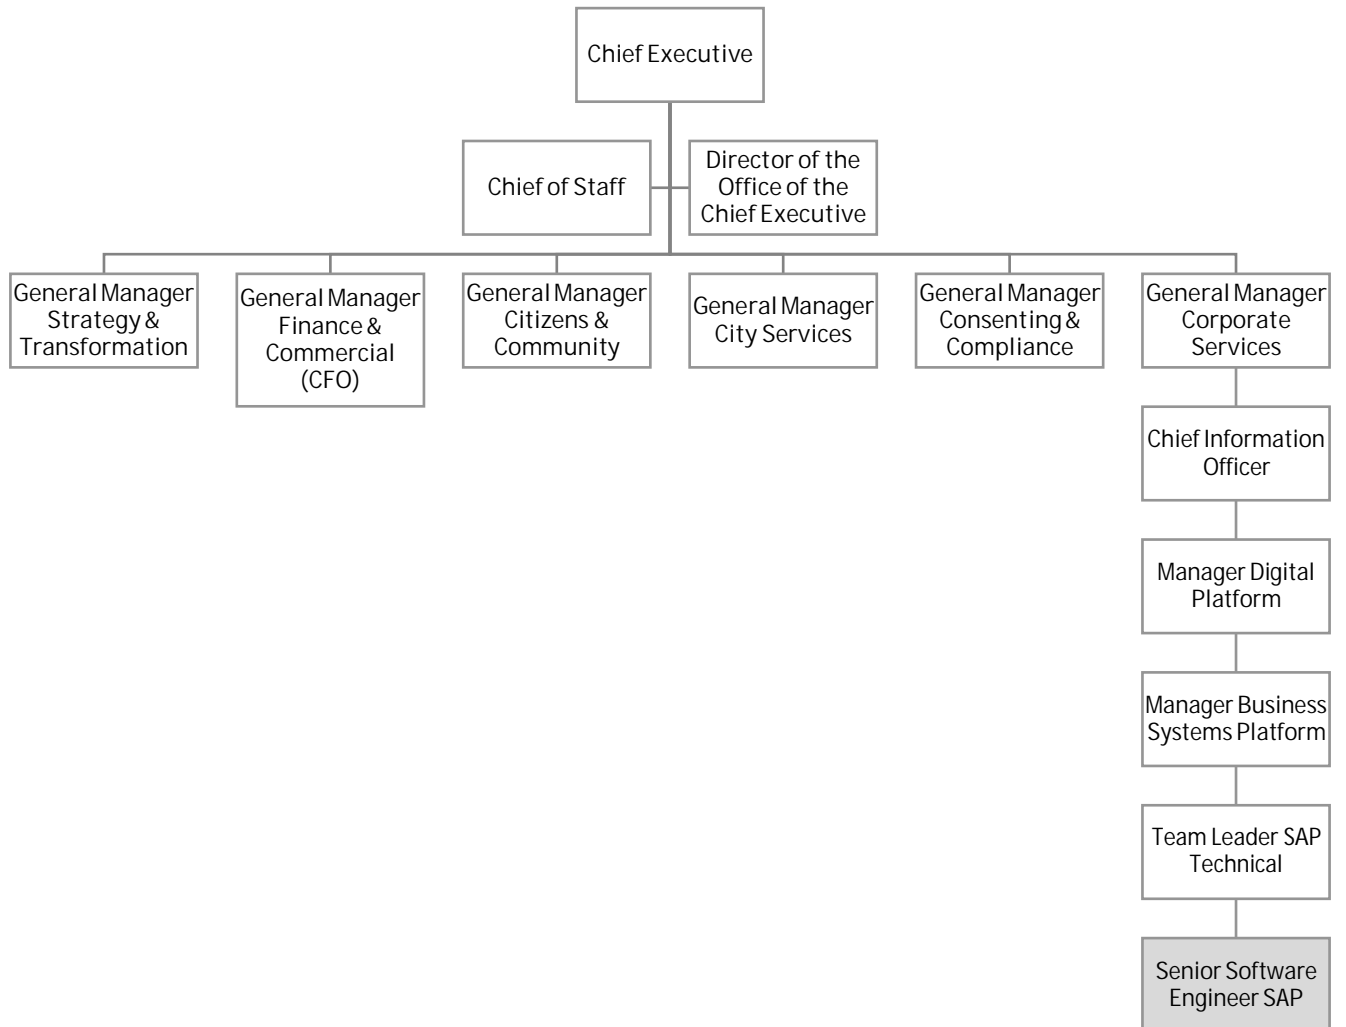 Chief Executive
Chief of Staff
Director of the
Office of the
Chief Executive
General Manager
Strategy &
Transformation
General Manager
Finance &
Commercial
(CFO)
General Manager
Citizens &
Community
General Manager
City Services
General Manager
Consenting &
Compliance
General Manager
Corporate
Services
Chief Information
Officer
Manager Digital
Platform
Manager Business
Systems Platform
Team Leader SAP
Technical
Senior Software
Engineer SAP